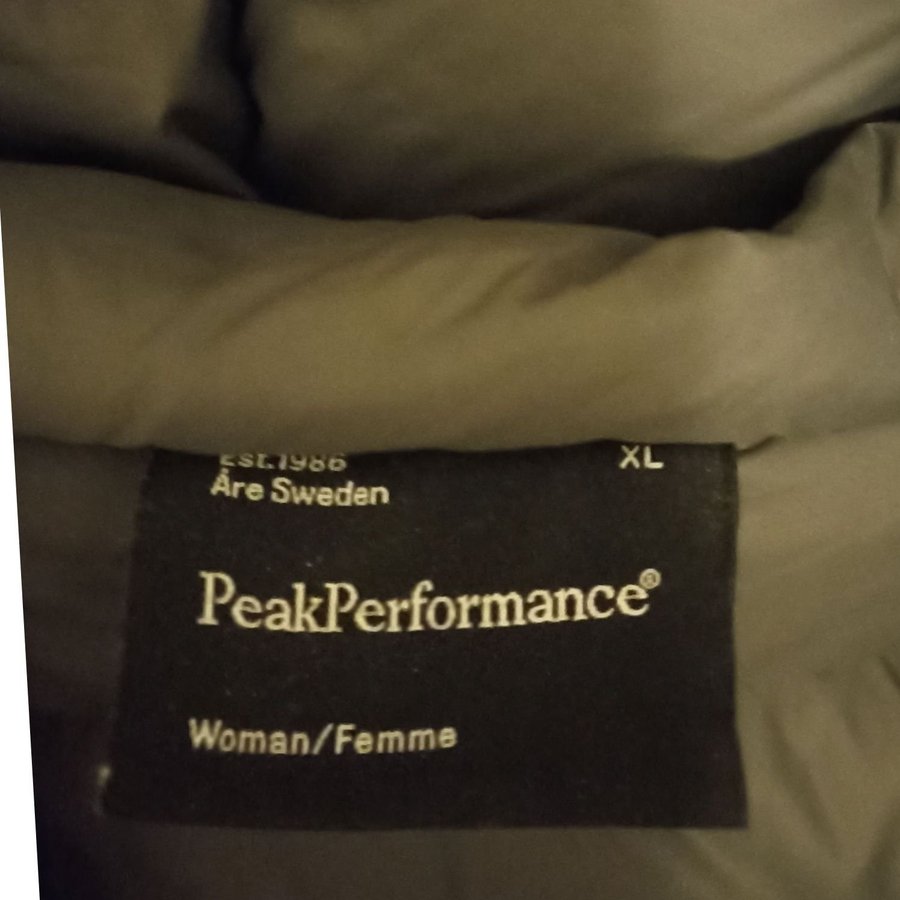 Est.1986
XL
Åre Sweden
PeakPerformance®
Woman/Femme